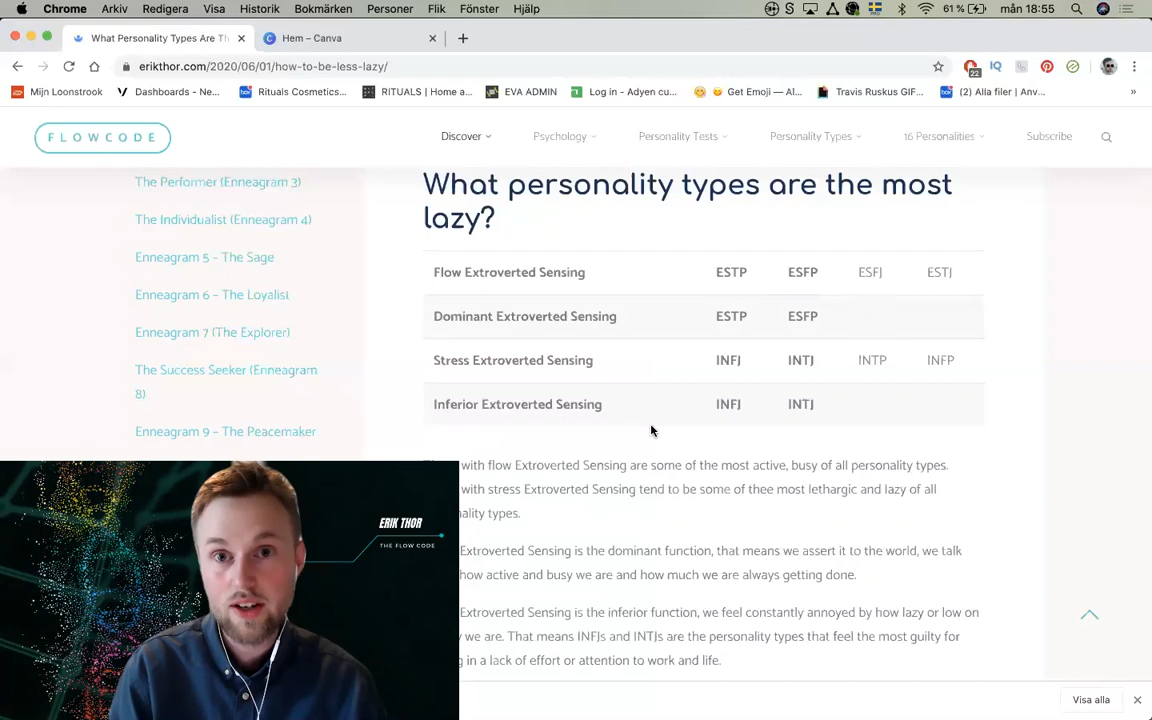 Chrome Arkiv Redigera Visa Historik Bokmärken Personer Flik Fönster Hjälp 61 % mån 18:55
What Personality Types Are Th
Hem – Canva
erikthor.com/2020/06/01/how-to-be-less-lazy/
22
Mijn Loonstrook Dashboards - Ne... Rituals Cosmetics... RITUALS | Home a... EVA ADMIN Log in - Adyen cu... Get Emoji — Al... Travis Ruskus GIF... (2) Alla filer | Anv... »
FLOWCODE
Discover Psychology Personality Tests Personality Types 16 Personalities Subscribe
The Performer (Enneagram 3)
The Individualist (Enneagram 4)
Enneagram 5 – The Sage
Enneagram 6 – The Loyalist
Enneagram 7 (The Explorer)
The Success Seeker (Enneagram
8)
Enneagram 9 – The Peacemaker
What personality types are the most
lazy?
Flow Extroverted Sensing ESTP ESFP ESFJ ESTJ
Dominant Extroverted Sensing ESTP ESFP
Stress Extroverted Sensing INFJ INTJ INTP INFP
Inferior Extroverted Sensing INFJ INTJ
with flow Extroverted Sensing are some of the most active, busy of all personality types.
with stress Extroverted Sensing tend to be some of thee most lethargic and lazy of all
nality types.
Extroverted Sensing is the dominant function, that means we assert it to the world, we talk
how active and busy we are and how much we are always getting done.
Extroverted Sensing is the inferior function, we feel constantly annoyed by how lazy or low on
we are. That means INFJs and INTJs are the personality types that feel the most guilty for
in a lack of effort or attention to work and life.
ERIK THOR
THE FLOW CODE
Visa alla